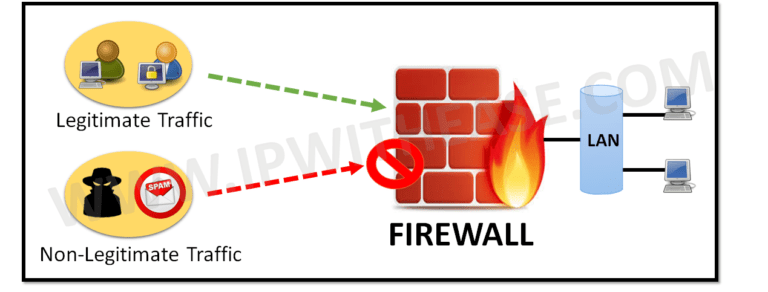 Legitimate Traffic
SPAM
Non-Legitimate Traffic
FIREWALL
LAN
WWW.IPWITHEASE.COM